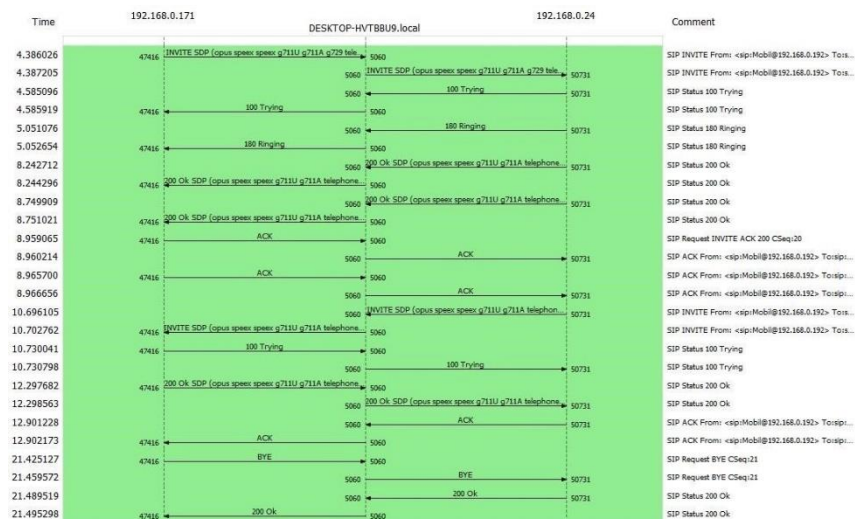 Time 192.168.0.171 DESKTOP-HVT88U9.local 192.168.0.24 Comment
4.386026 47416 INVITE SDP (opus speex speex g711U g711A g729 tele... 5060 SIP INVITE From: <sip:Mobil@192.168.0.192> To:s...
4.387205 5060 INVITE SDP (opus speex speex g711U g711A g729 tele... 50731 SIP INVITE From: <sip:Mobil@192.168.0.192> To:s...
4.585096 5060 100 Trying 50731 SIP Status 100 Trying
4.585919 47416 100 Trying 5060 SIP Status 100 Trying
5.051076 5060 180 Ringing 50731 SIP Status 180 Ringing
5.052654 47416 180 Ringing 5060 SIP Status 180 Ringing
8.242712 5060 200 Ok SDP (opus speex speex g711U g711A telephone... 50731 SIP Status 200 Ok
8.244296 47416 200 Ok SDP (opus speex speex g711U g711A telephone... 5060 SIP Status 200 Ok
8.749909 5060 200 Ok SDP (opus speex speex g711U g711A telephone... 50731 SIP Status 200 Ok
8.751021 47416 200 Ok SDP (opus speex speex g711U g711A telephone... 5060 SIP Status 200 Ok
8.959065 47416 ACK 5060 SIP Request INVITE ACK 200 CSeq:20
8.960214 5060 ACK 50731 SIP ACK From: <sip:Mobil@192.168.0.192> To:sip:...
8.965700 47416 ACK 5060 SIP ACK From: <sip:Mobil@192.168.0.192> To:sip:...
8.966656 5060 ACK 50731 SIP ACK From: <sip:Mobil@192.168.0.192> To:sip:...
10.696105 5060 INVITE SDP (opus speex speex g711U g711A telephon... 50731 SIP INVITE From: <sip:Mobil@192.168.0.192> To:s...
10.702762 47416 INVITE SDP (opus speex speex g711U g711A telephon... 5060 SIP INVITE From: <sip:Mobil@192.168.0.192> To:s...
10.730041 47416 100 Trying 5060 SIP Status 100 Trying
10.730798 5060 100 Trying 50731 SIP Status 100 Trying
12.297682 47416 200 Ok SDP (opus speex speex g711U g711A telephone... 5060 SIP Status 200 Ok
12.298563 5060 200 Ok SDP (opus speex speex g711U g711A telephone... 50731 SIP Status 200 Ok
12.901228 5060 ACK 50731 SIP ACK From: <sip:Mobil@192.168.0.192> To:sip:...
12.902173 47416 ACK 5060 SIP ACK From: <sip:Mobil@192.168.0.192> To:sip:...
21.425127 47416 BYE 5060 SIP Request BYE CSeq:21
21.459572 5060 BYE 50731 SIP Request BYE CSeq:21
21.489519 5060 200 Ok 50731 SIP Status 200 Ok
21.495298 47416 200 Ok 5060 SIP Status 200 Ok